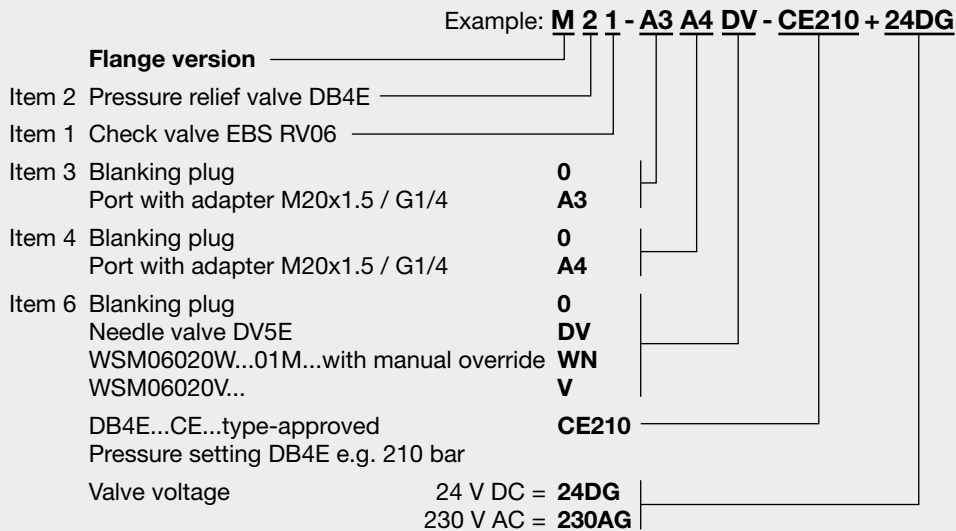 Example: M 2 1 - A3 A4 DV - CE210 + 24DG
Flange version
Item 2 Pressure relief valve DB4E
Item 1 Check valve EBS RV06
Item 3 Blanking plug 0
Port with adapter M20x1.5 / G1/4 A3
Item 4 Blanking plug 0
Port with adapter M20x1.5 / G1/4 A4
Item 6 Blanking plug 0
Needle valve DV5E DV
WSM06020W...01M...with manual override WN
WSM06020V... V
DB4E...CE...type-approved CE210
Pressure setting DB4E e.g. 210 bar
Valve voltage 24 V DC = 24DG
230 V AC = 230AG